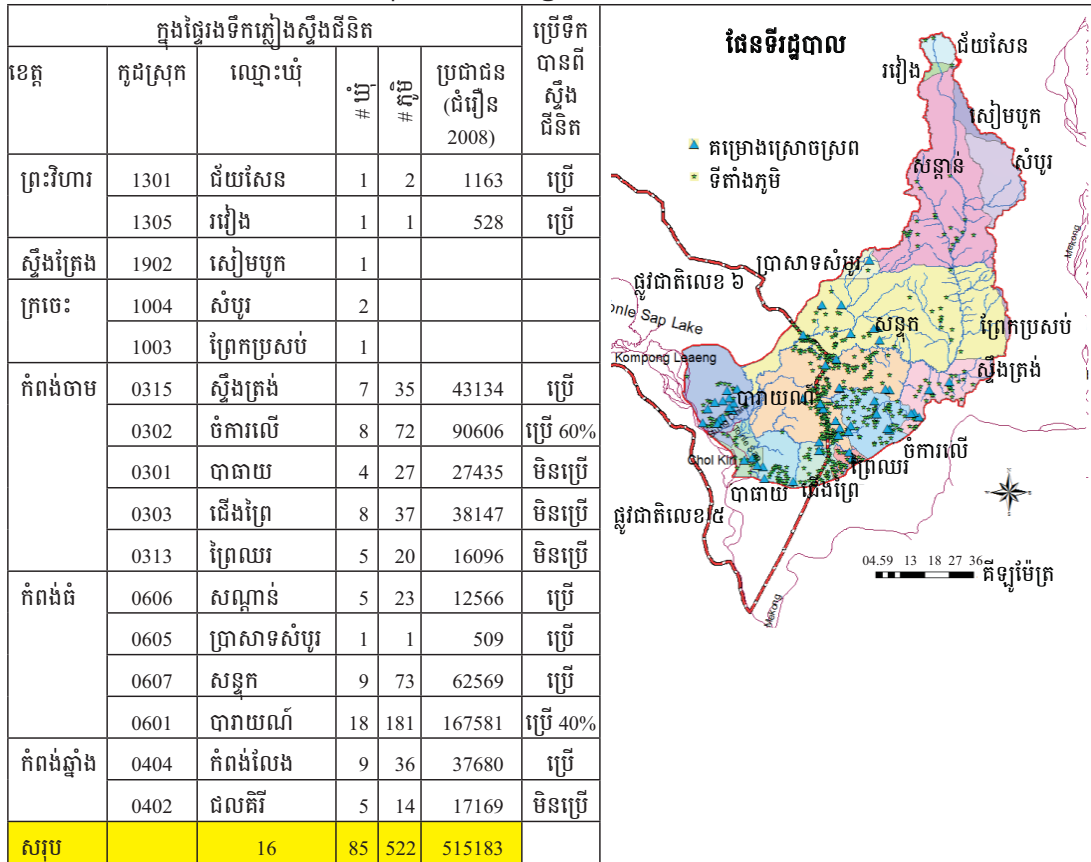 ក្នុងផ្ទៃរងទឹកភ្លៀងស្ទឹងជីនិត | ប្រើទឹកបានពីស្ទឹងជីនិត
ខេត្ត | កូដស្រុក | ឈ្មោះឃុំ | # ឃុំ | # ភូមិ | ប្រជាជន (ជំរឿន 2008)
ព្រះវិហារ | 1301 | ជ័យសែន | 1 | 2 | 1163 | ប្រើ
1305 | រវៀង | 1 | 1 | 528 | ប្រើ
ស្ទឹងត្រែង | 1902 | សៀមបូក | 1
ក្រចេះ | 1004 | សំបូរ | 2
1003 | ព្រែកប្រសប់ | 1
កំពង់ចាម | 0315 | ស្ទឹងត្រង់ | 7 | 35 | 43134 | ប្រើ
0302 | ចំការលើ | 8 | 72 | 90606 | ប្រើ 60%
0301 | បាធាយ | 4 | 27 | 27435 | មិនប្រើ
0303 | ជើងព្រៃ | 8 | 37 | 38147 | មិនប្រើ
0313 | ព្រៃឈរ | 5 | 20 | 16096 | មិនប្រើ
កំពង់ធំ | 0606 | សណ្ដាន់ | 5 | 23 | 12566 | ប្រើ
0605 | ប្រាសាទសំបូរ | 1 | 1 | 509 | ប្រើ
0607 | សន្ទុក | 9 | 73 | 62569 | ប្រើ
0601 | បារាយណ៍ | 18 | 181 | 167581 | ប្រើ 40%
កំពង់ឆ្នាំង | 0404 | កំពង់លែង | 9 | 36 | 37680 | ប្រើ
0402 | ជលគិរី | 5 | 14 | 17169 | មិនប្រើ
សរុប | 16 | 85 | 522 | 515183
ផែនទីរដ្ឋបាល
ជ័យសែន
រវៀង
សៀមបូក
គម្រោងស្រោចស្រព
សន្តាន់
សំបូរ
ទីតាំងភូមិ
Mekong
ប្រាសាទសំបូរ
ផ្លូវជាតិលេខ ៦
onle Sap Lake
សន្ទុក
ព្រែកប្រសប់
Kompong Leaeng
ស្ទឹងត្រង់
បារាយណ៍
ចំការលើ
Chol Kiri
ព្រៃឈរ
បាធាយ
ជើងព្រៃ
ផ្លូវជាតិលេខ ៥
04.59 13 18 27 36
គីឡូម៉ែត្រ
Mekong